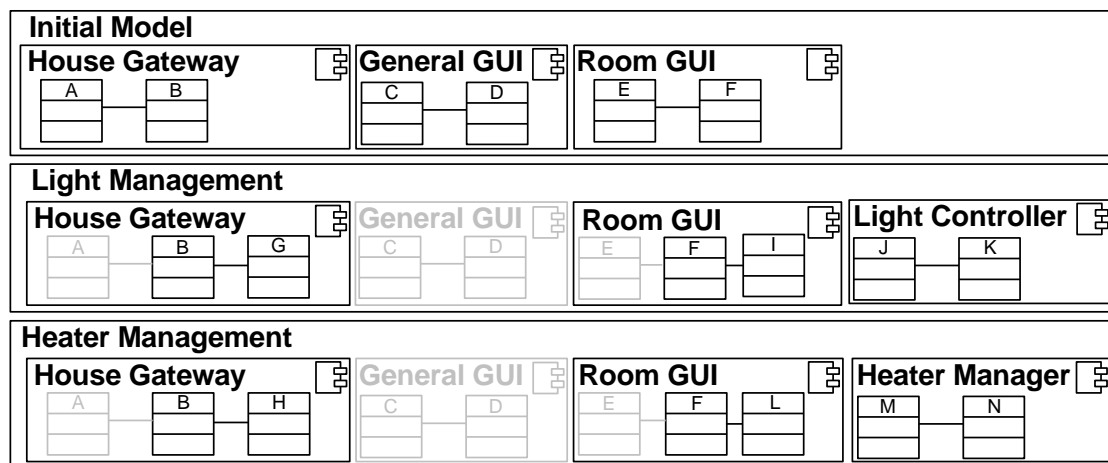 Initial Model
House Gateway General GUI Room GUI
A B C D E F
Light Management
House Gateway General GUI Room GUI Light Controller
A B G C D E F I J K
Heater Management
House Gateway General GUI Room GUI Heater Manager
A B H C D E F L M N